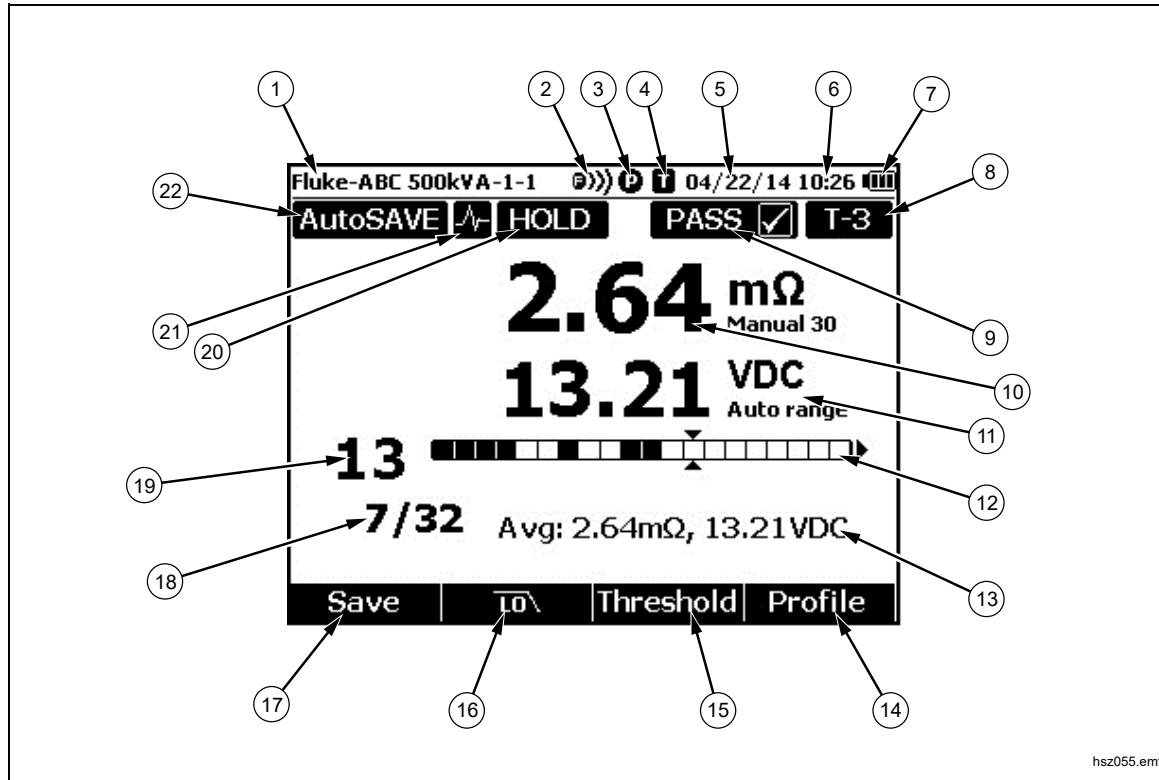 1 2 3 4 5 6 7
Fluke-ABC 500kVA-1-1 F P T 04/22/14 10:26
22 8
AutoSAVE HOLD PASS T-3
2.64 mΩ
Manual 30
21 20 9 10
13.21 VDC
Auto range
11
13
19 12
7/32 Avg: 2.64mΩ, 13.21VDC
18 13
Save LO Threshold Profile
17 16 15 14
hsz055.emf